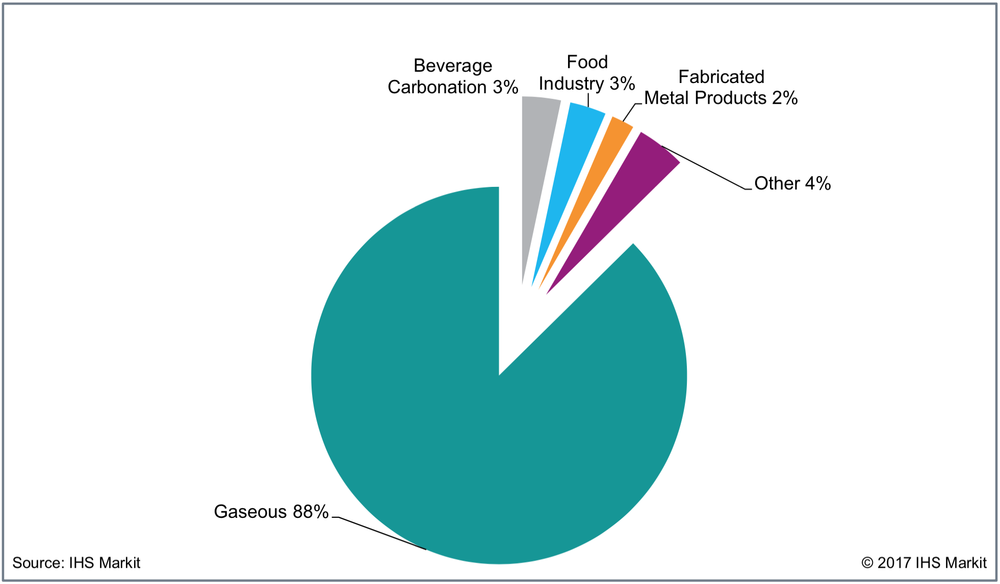 Beverage
Carbonation 3%
Food
Industry 3%
Fabricated
Metal Products 2%
Other 4%
Gaseous 88%
Source: IHS Markit
© 2017 IHS Markit